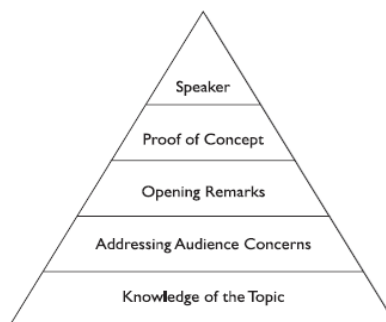 Speaker
Proof of Concept
Opening Remarks
Addressing Audience Concerns
Knowledge of the Topic